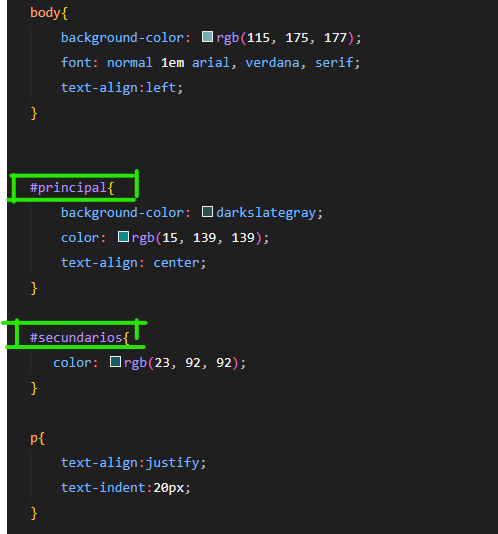 body{
background-color: rgb(115, 175, 177);
font: normal 1em arial, verdana, serif;
text-align:left;
}
#principal{
background-color: darkslategray;
color: rgb(15, 139, 139);
text-align: center;
}
#secundarios{
color: rgb(23, 92, 92);
}
p{
text-align:justify;
text-indent:20px;
}